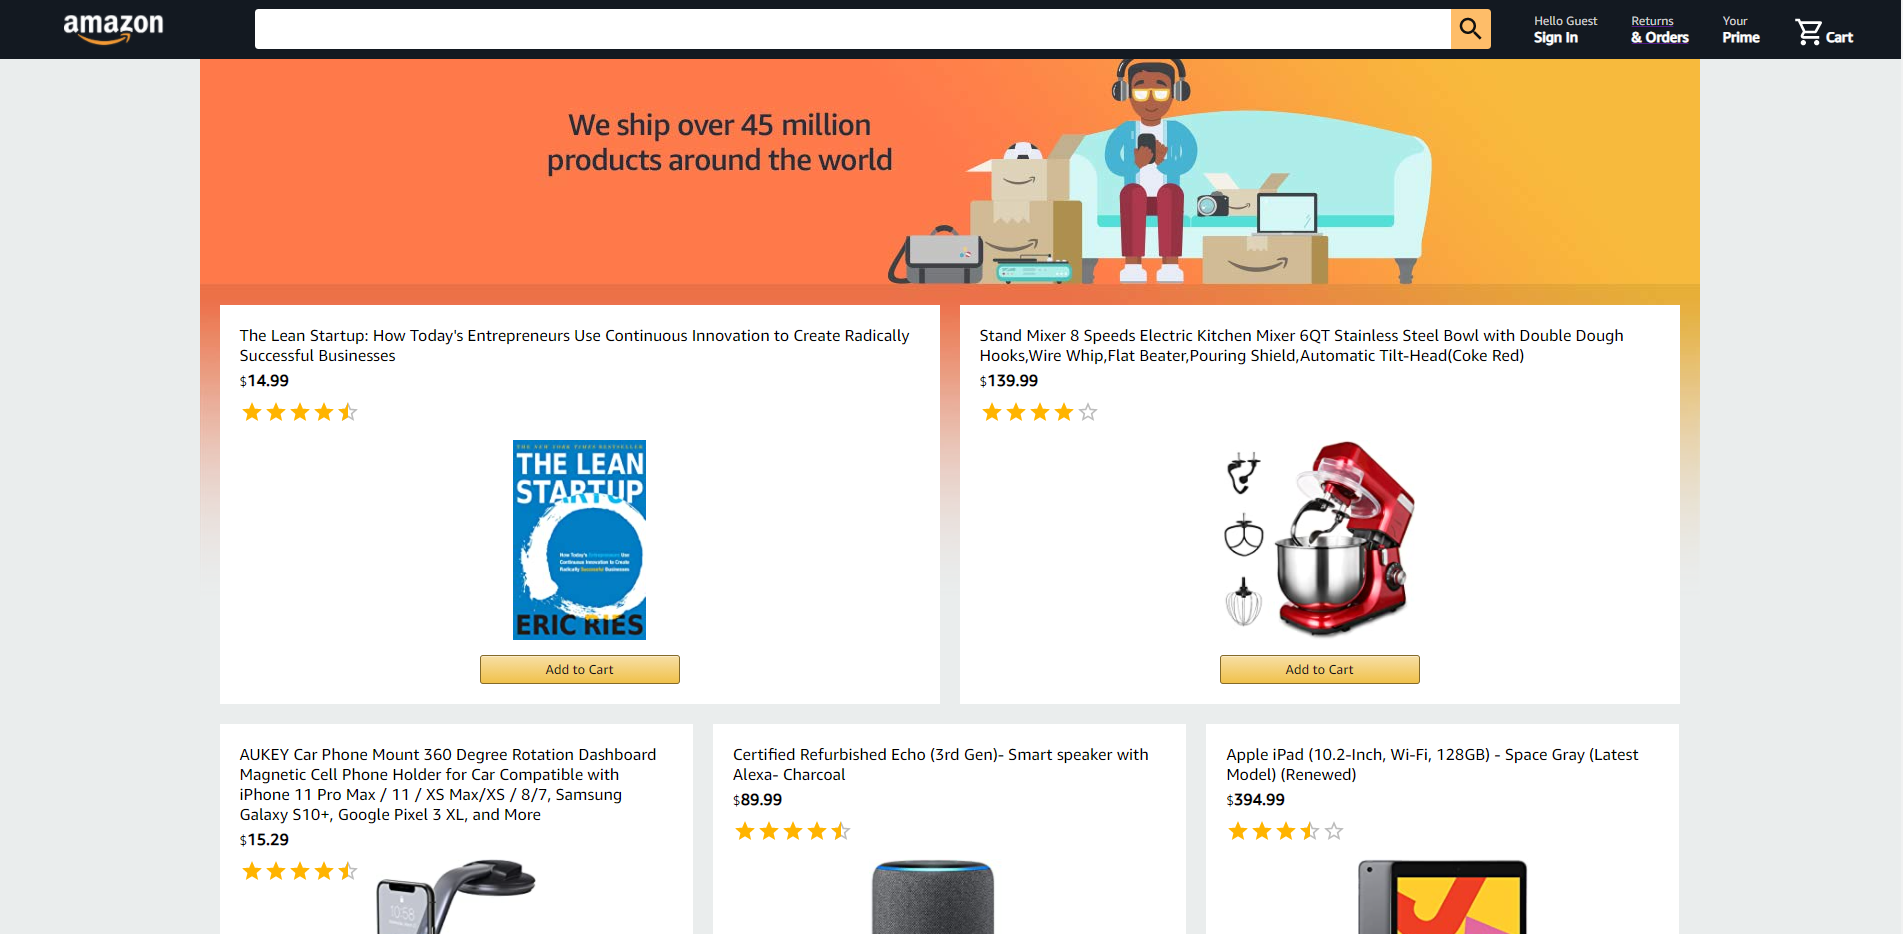 amazon
Hello Guest
Sign In
Returns
& Orders
Your
Prime
Cart
We ship over 45 million
products around the world
The Lean Startup: How Today's Entrepreneurs Use Continuous Innovation to Create Radically
Successful Businesses
$14.99
THE NEW YORK TIMES BESTSELLER
THE LEAN
STARTUP
How Today's Entrepreneurs Use
Continuous Innovation to Create
Radically Successful Businesses
ERIC RIES
Add to Cart
Stand Mixer 8 Speeds Electric Kitchen Mixer 6QT Stainless Steel Bowl with Double Dough
Hooks,Wire Whip,Flat Beater,Pouring Shield,Automatic Tilt-Head(Coke Red)
$139.99
Add to Cart
AUKEY Car Phone Mount 360 Degree Rotation Dashboard
Magnetic Cell Phone Holder for Car Compatible with
iPhone 11 Pro Max / 11 / XS Max/XS / 8/7, Samsung
Galaxy S10+, Google Pixel 3 XL, and More
$15.29
10:58
Certified Refurbished Echo (3rd Gen)- Smart speaker with
Alexa- Charcoal
$89.99
Apple iPad (10.2-Inch, Wi-Fi, 128GB) - Space Gray (Latest
Model) (Renewed)
$394.99